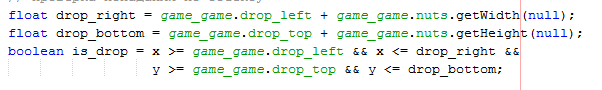 float drop_right = game_game.drop_left + game_game.nuts.getWidth(null);
float drop_bottom = game_game.drop_top + game_game.nuts.getHeight(null);
boolean is_drop = x >= game_game.drop_left && x <= drop_right &&
y >= game_game.drop_top && y <= drop_bottom;